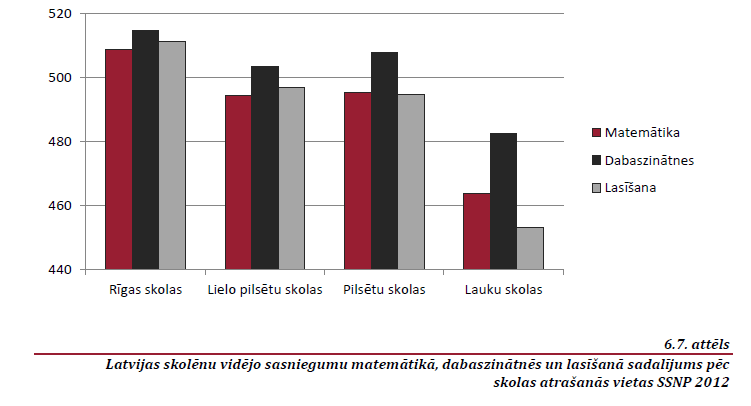 520
500
480
460
440
Rīgas skolas
Lielo pilsētu skolas
Pilsētu skolas
Lauku skolas
Matemātika
Dabaszinātnes
Lasīšana
6.7. attēls
Latvijas skolēnu vidējo sasniegumu matemātikā, dabaszinātnēs un lasīšanā sadalījums pēc
skolas atrašanās vietas SSNP 2012